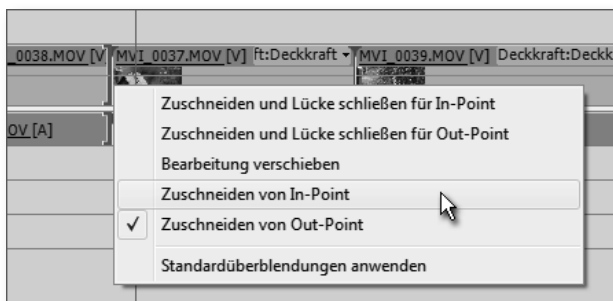 _0038.MOV [V] MVI_0037.MOV [V] ft:Deckkraft MVI_0039.MOV [V] Deckkraft:Deckk
OV [A]
Zuschneiden und Lücke schließen für In-Point
Zuschneiden und Lücke schließen für Out-Point
Bearbeitung verschieben
Zuschneiden von In-Point
Zuschneiden von Out-Point
Standardüberblendungen anwenden